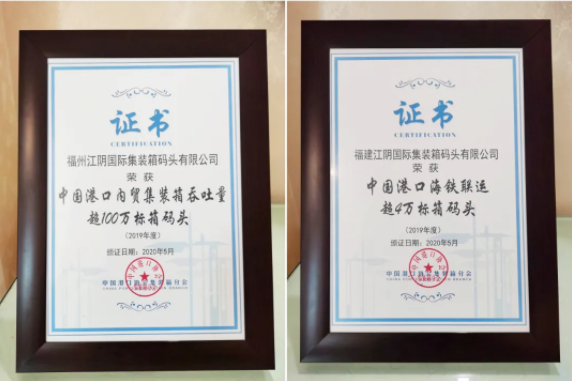 证书
CERTIFICATION
福州江阴国际集装箱码头有限公司
荣获
中国港口内贸集装箱吞吐量
超100万标箱码头
(2019年度)
颁证日期：2020年5月
证书
CERTIFICATION
福建江阴国际集装箱码头有限公司
荣获
中国港口海铁联运
超4万标箱码头
(2019年度)
颁证日期：2020年5月